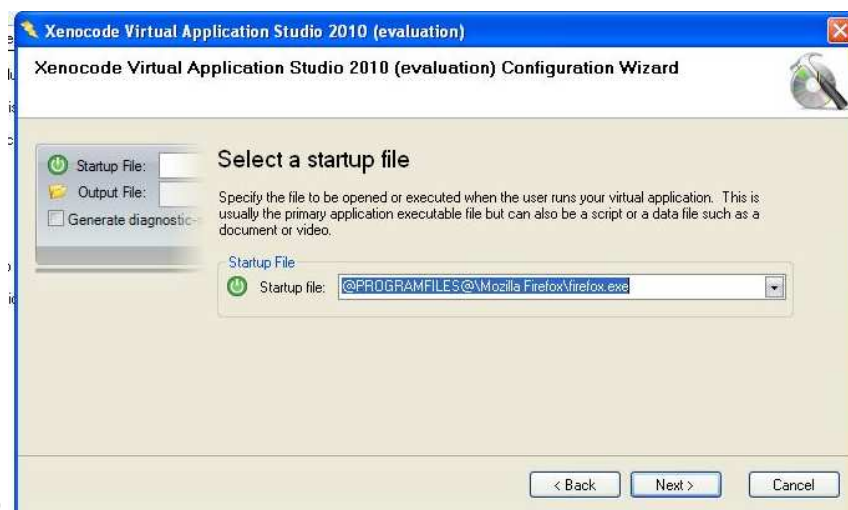 Xenocode Virtual Application Studio 2010 (evaluation)
Xenocode Virtual Application Studio 2010 (evaluation) Configuration Wizard
Startup File:
Output File:
Generate diagnostic-
Select a startup file
Specify the file to be opened or executed when the user runs your virtual application. This is
usually the primary application executable file but can also be a script or a data file such as a
document or video.
Startup File
Startup file: @PROGRAMFILES@\Mozilla Firefox\firefox.exe
< Back Next > Cancel